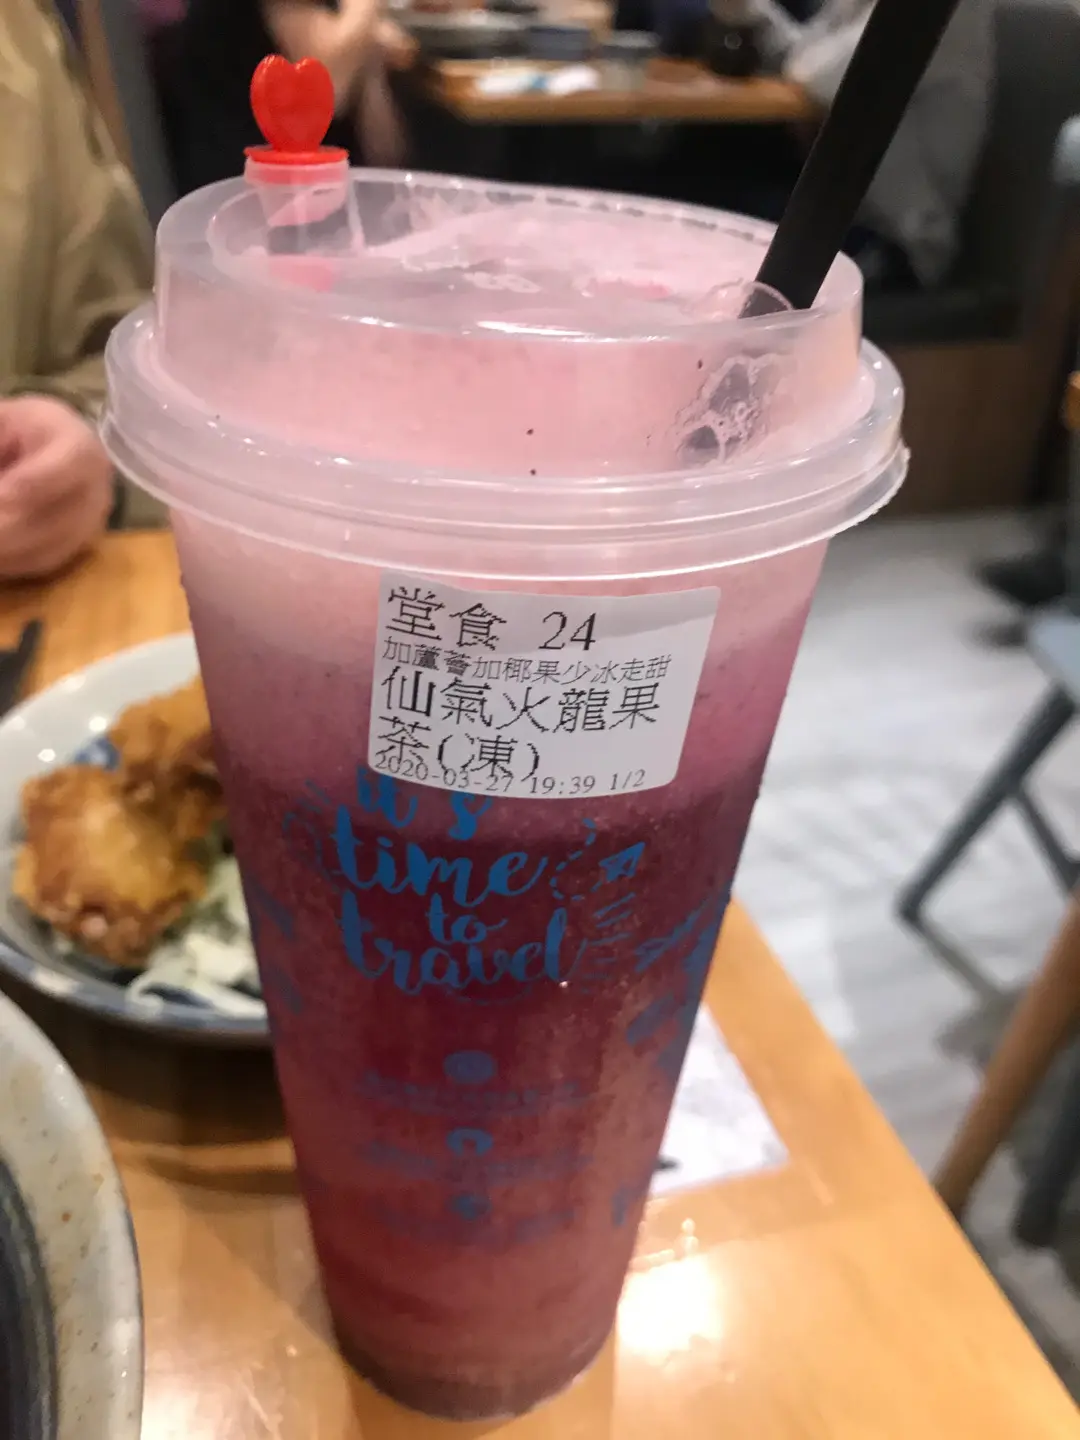 堂食 24
加蘆薈加椰果少冰走甜
仙氣火龍果
茶(凍)
2020-03-27 19:39 1/2
it's
time
to
travel